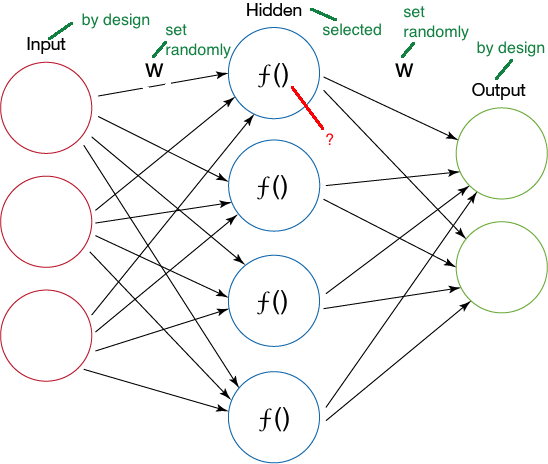 Hidden
set
randomly
by design
Input
set
randomly
selected
by design
W
W
Output
f()
?
f()
f()
f()